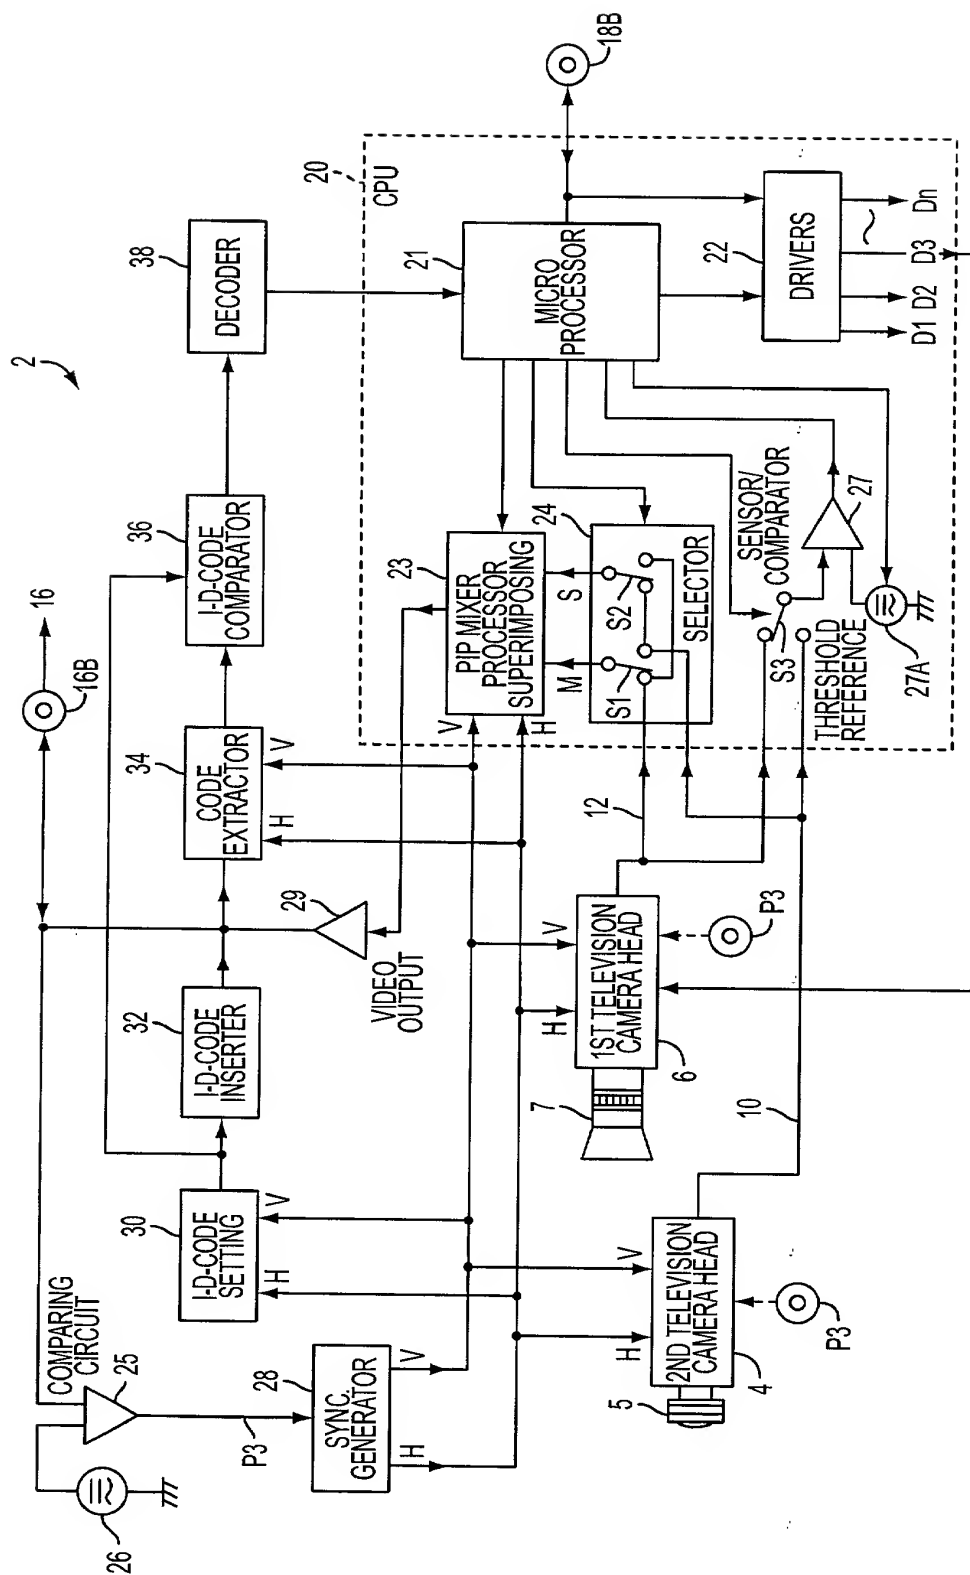 2
16
16B
18B
20
CPU
38
DECODER
36
I-D-CODE
COMPARATOR
34
CODE
EXTRACTOR
H
V
32
I-D-CODE
INSERTER
30
I-D-CODE
SETTING
H
V
COMPARING
CIRCUIT
25
26
P3
28
SYNC.
GENERATOR
H
V
29
VIDEO
OUTPUT
21
MICRO
PROCESSOR
22
DRIVERS
D1
D2
D3
Dn
23
PIP MIXER
PROCESSOR
SUPERIMPOSING
V
H
M
S
24
S1
S2
SELECTOR
SENSOR/
COMPARATOR
27
S3
THRESHOLD
REFERENCE
27A
12
1ST TELEVISION
CAMERA HEAD
H
V
7
6
P3
10
2ND TELEVISION
CAMERA HEAD
H
V
5
4
P3